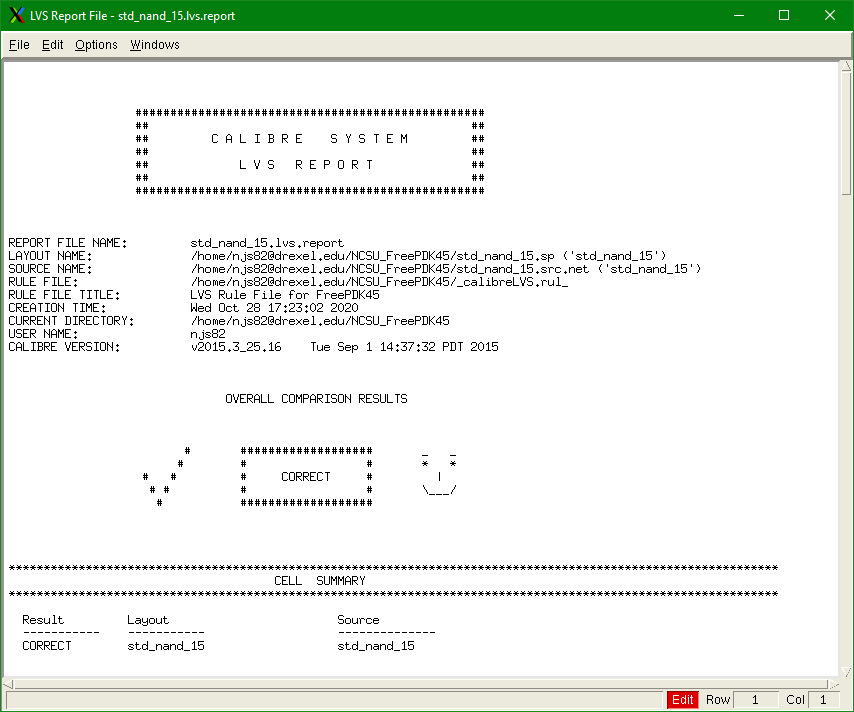 LVS Report File - std_nand_15.lvs.report
File Edit Options Windows
##################################################
## ##
## C A L I B R E S Y S T E M ##
## ##
## L V S R E P O R T ##
## ##
##################################################
REPORT FILE NAME: std_nand_15.lvs.report
LAYOUT NAME: /home/njs82@drexel.edu/NCSU_FreePDK45/std_nand_15.sp ('std_nand_15')
SOURCE NAME: /home/njs82@drexel.edu/NCSU_FreePDK45/std_nand_15.src.net ('std_nand_15')
RULE FILE: /home/njs82@drexel.edu/NCSU_FreePDK45/_calibreLVS.rul_
RULE FILE TITLE: LVS Rule File for FreePDK45
CREATION TIME: Wed Oct 28 17:23:02 2020
CURRENT DIRECTORY: /home/njs82@drexel.edu/NCSU_FreePDK45
USER NAME: njs82
CALIBRE VERSION: v2015.3_25.16 Tue Sep 1 14:37:32 PDT 2015
OVERALL COMPARISON RESULTS
# ################### _ _
# # # * *
# # # CORRECT # |
# # # # \___/
# ###################
**************************************************************************************************************
CELL SUMMARY
**************************************************************************************************************
Result Layout Source
----------- ----------- --------------
CORRECT std_nand_15 std_nand_15
Edit Row 1 Col 1